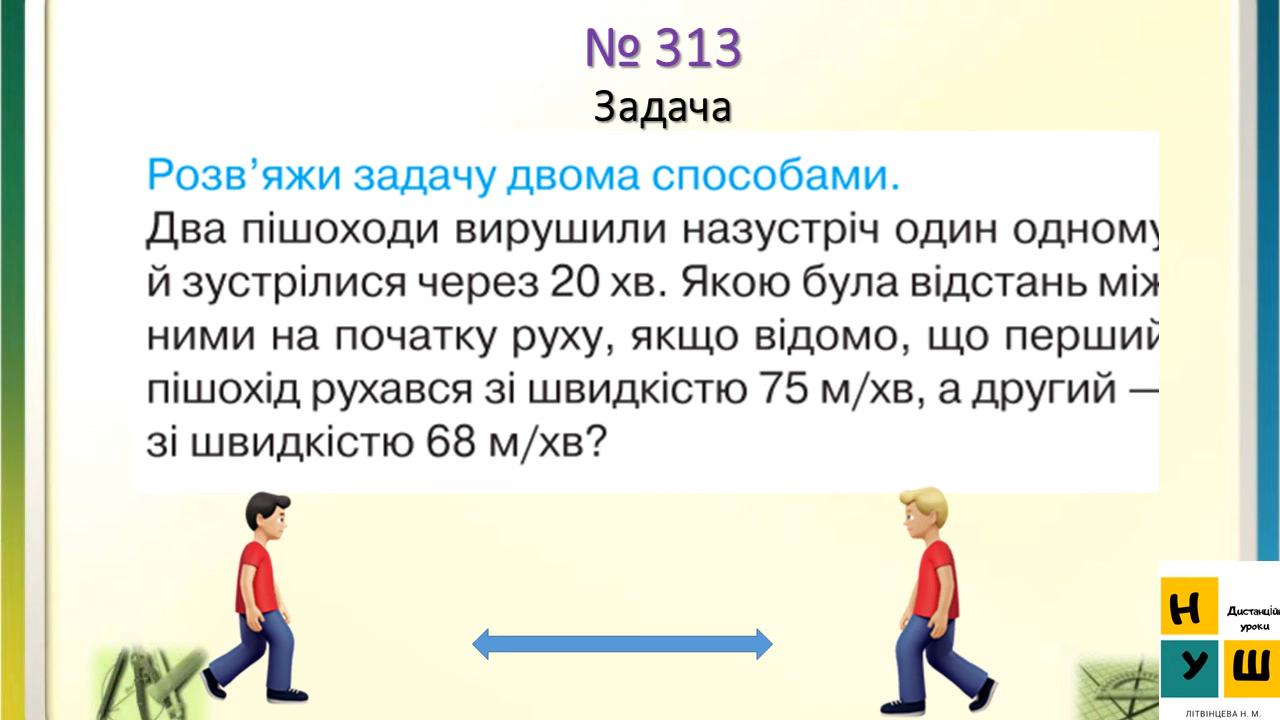 № 313
Задача
Розв’яжи задачу двома способами.
Два пішоходи вирушили назустріч один одному
й зустрілися через 20 хв. Якою була відстань між
ними на початку руху, якщо відомо, що перший
пішохід рухався зі швидкістю 75 м/хв, а другий —
зі швидкістю 68 м/хв?
Н
Дистанцій
уроки
У Ш
ЛІТВІНЦЕВА Н. М.